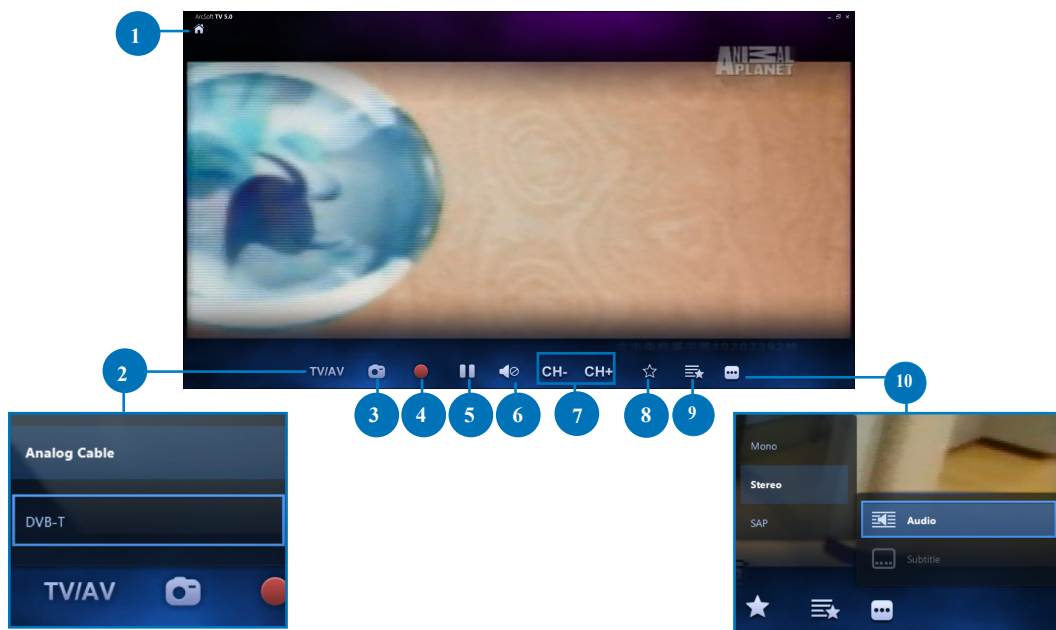 ArcSoft TV 5.0
1
ANIMAL
PLANET
2
TV/AV
CH-
CH+
3
4
5
6
7
8
9
10
Analog Cable
DVB-T
TV/AV
Mono
Stereo
SAP
Audio
Subtitle